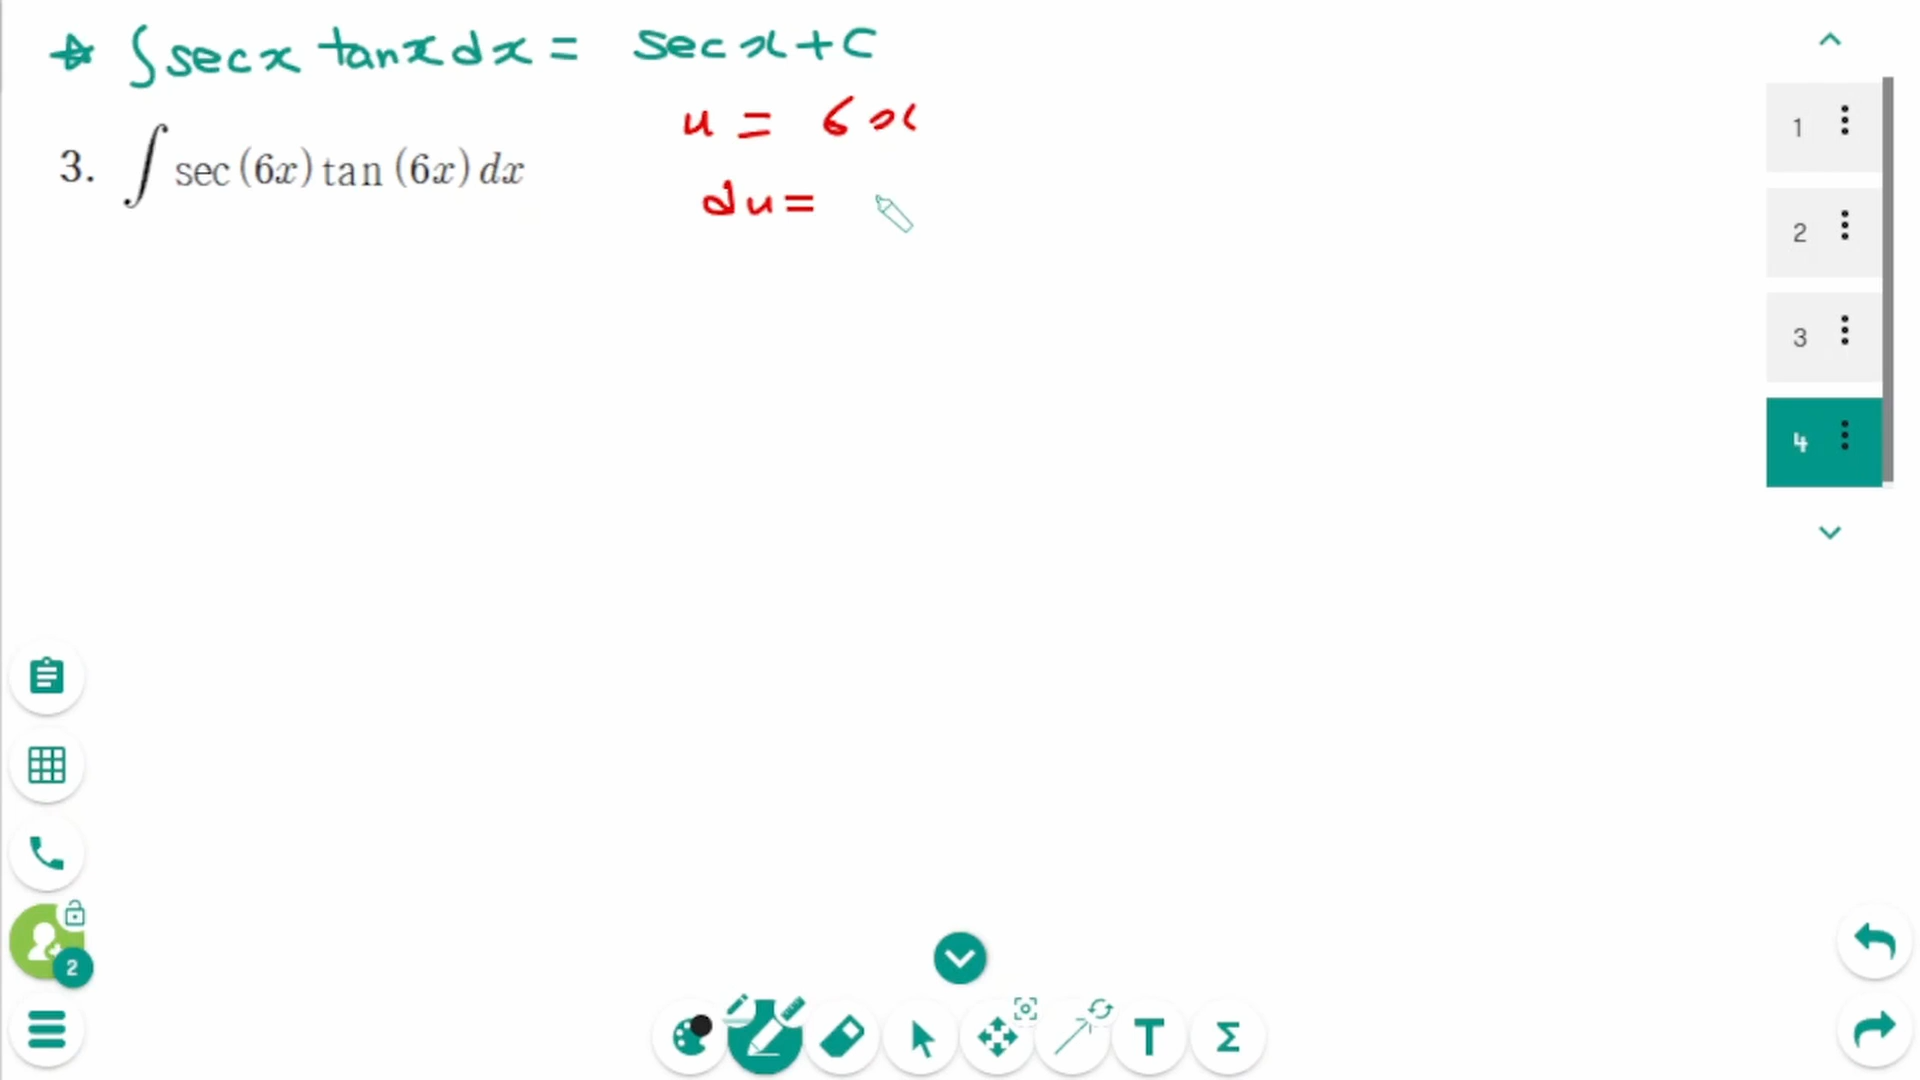 ☆ ∫ sec x tan x dx = sec x + C
u = 6x
3. ∫ sec (6x) tan (6x) dx
du =
1
2
3
4
2
T
Σ